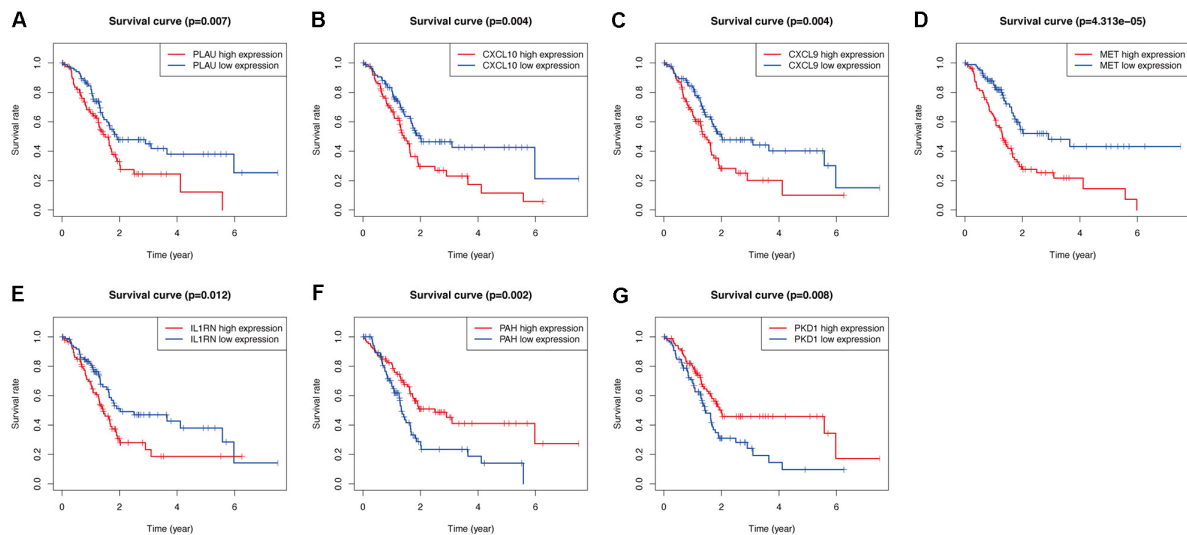 A
Survival curve (p=0.007)
PLAU high expression
PLAU low expression
Survival rate
0.0 0.2 0.4 0.6 0.8 1.0
0 2 4 6
Time (year)
B
Survival curve (p=0.004)
CXCL10 high expression
CXCL10 low expression
Survival rate
0.0 0.2 0.4 0.6 0.8 1.0
0 2 4 6
Time (year)
C
Survival curve (p=0.004)
CXCL9 high expression
CXCL9 low expression
Survival rate
0.0 0.2 0.4 0.6 0.8 1.0
0 2 4 6
Time (year)
D
Survival curve (p=4.313e−05)
MET high expression
MET low expression
Survival rate
0.0 0.2 0.4 0.6 0.8 1.0
0 2 4 6
Time (year)
E
Survival curve (p=0.012)
IL1RN high expression
IL1RN low expression
Survival rate
0.0 0.2 0.4 0.6 0.8 1.0
0 2 4 6
Time (year)
F
Survival curve (p=0.002)
PAH high expression
PAH low expression
Survival rate
0.0 0.2 0.4 0.6 0.8 1.0
0 2 4 6
Time (year)
G
Survival curve (p=0.008)
PKD1 high expression
PKD1 low expression
Survival rate
0.0 0.2 0.4 0.6 0.8 1.0
0 2 4 6
Time (year)